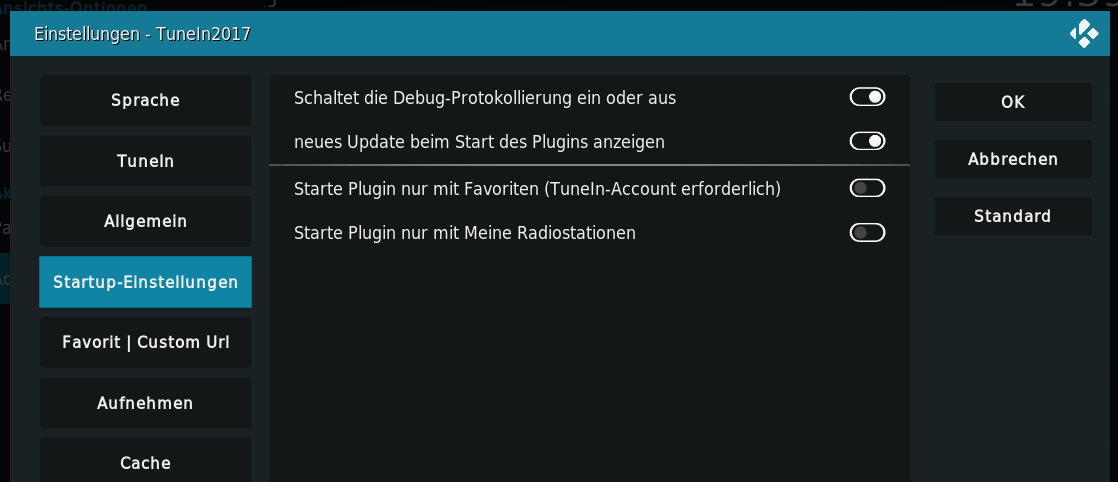 Einstellungen - TuneIn2017
Sprache
TuneIn
Allgemein
Startup-Einstellungen
Favorit | Custom Url
Aufnehmen
Cache
Schaltet die Debug-Protokollierung ein oder aus
neues Update beim Start des Plugins anzeigen
Starte Plugin nur mit Favoriten (TuneIn-Account erforderlich)
Starte Plugin nur mit Meine Radiostationen
OK
Abbrechen
Standard